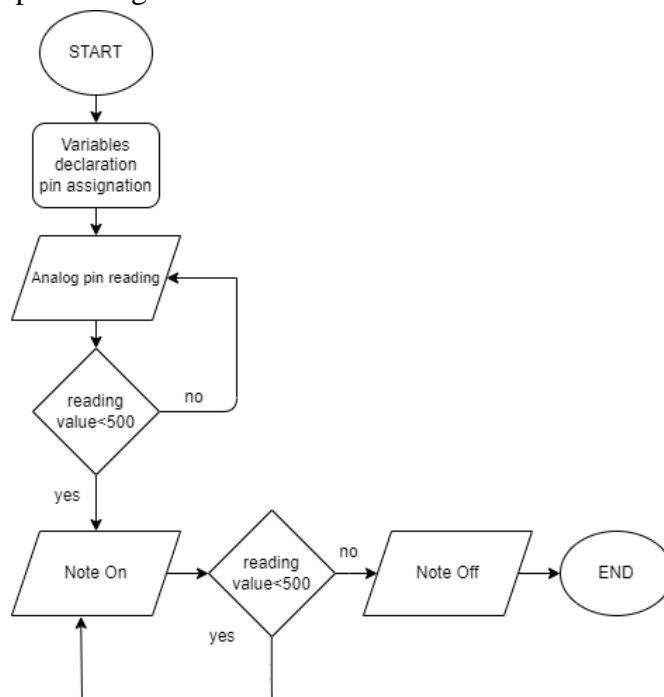 START
Variables
declaration
pin assignation
Analog pin reading
reading
value<500
no
yes
Note On
reading
value<500
no
yes
Note Off
END